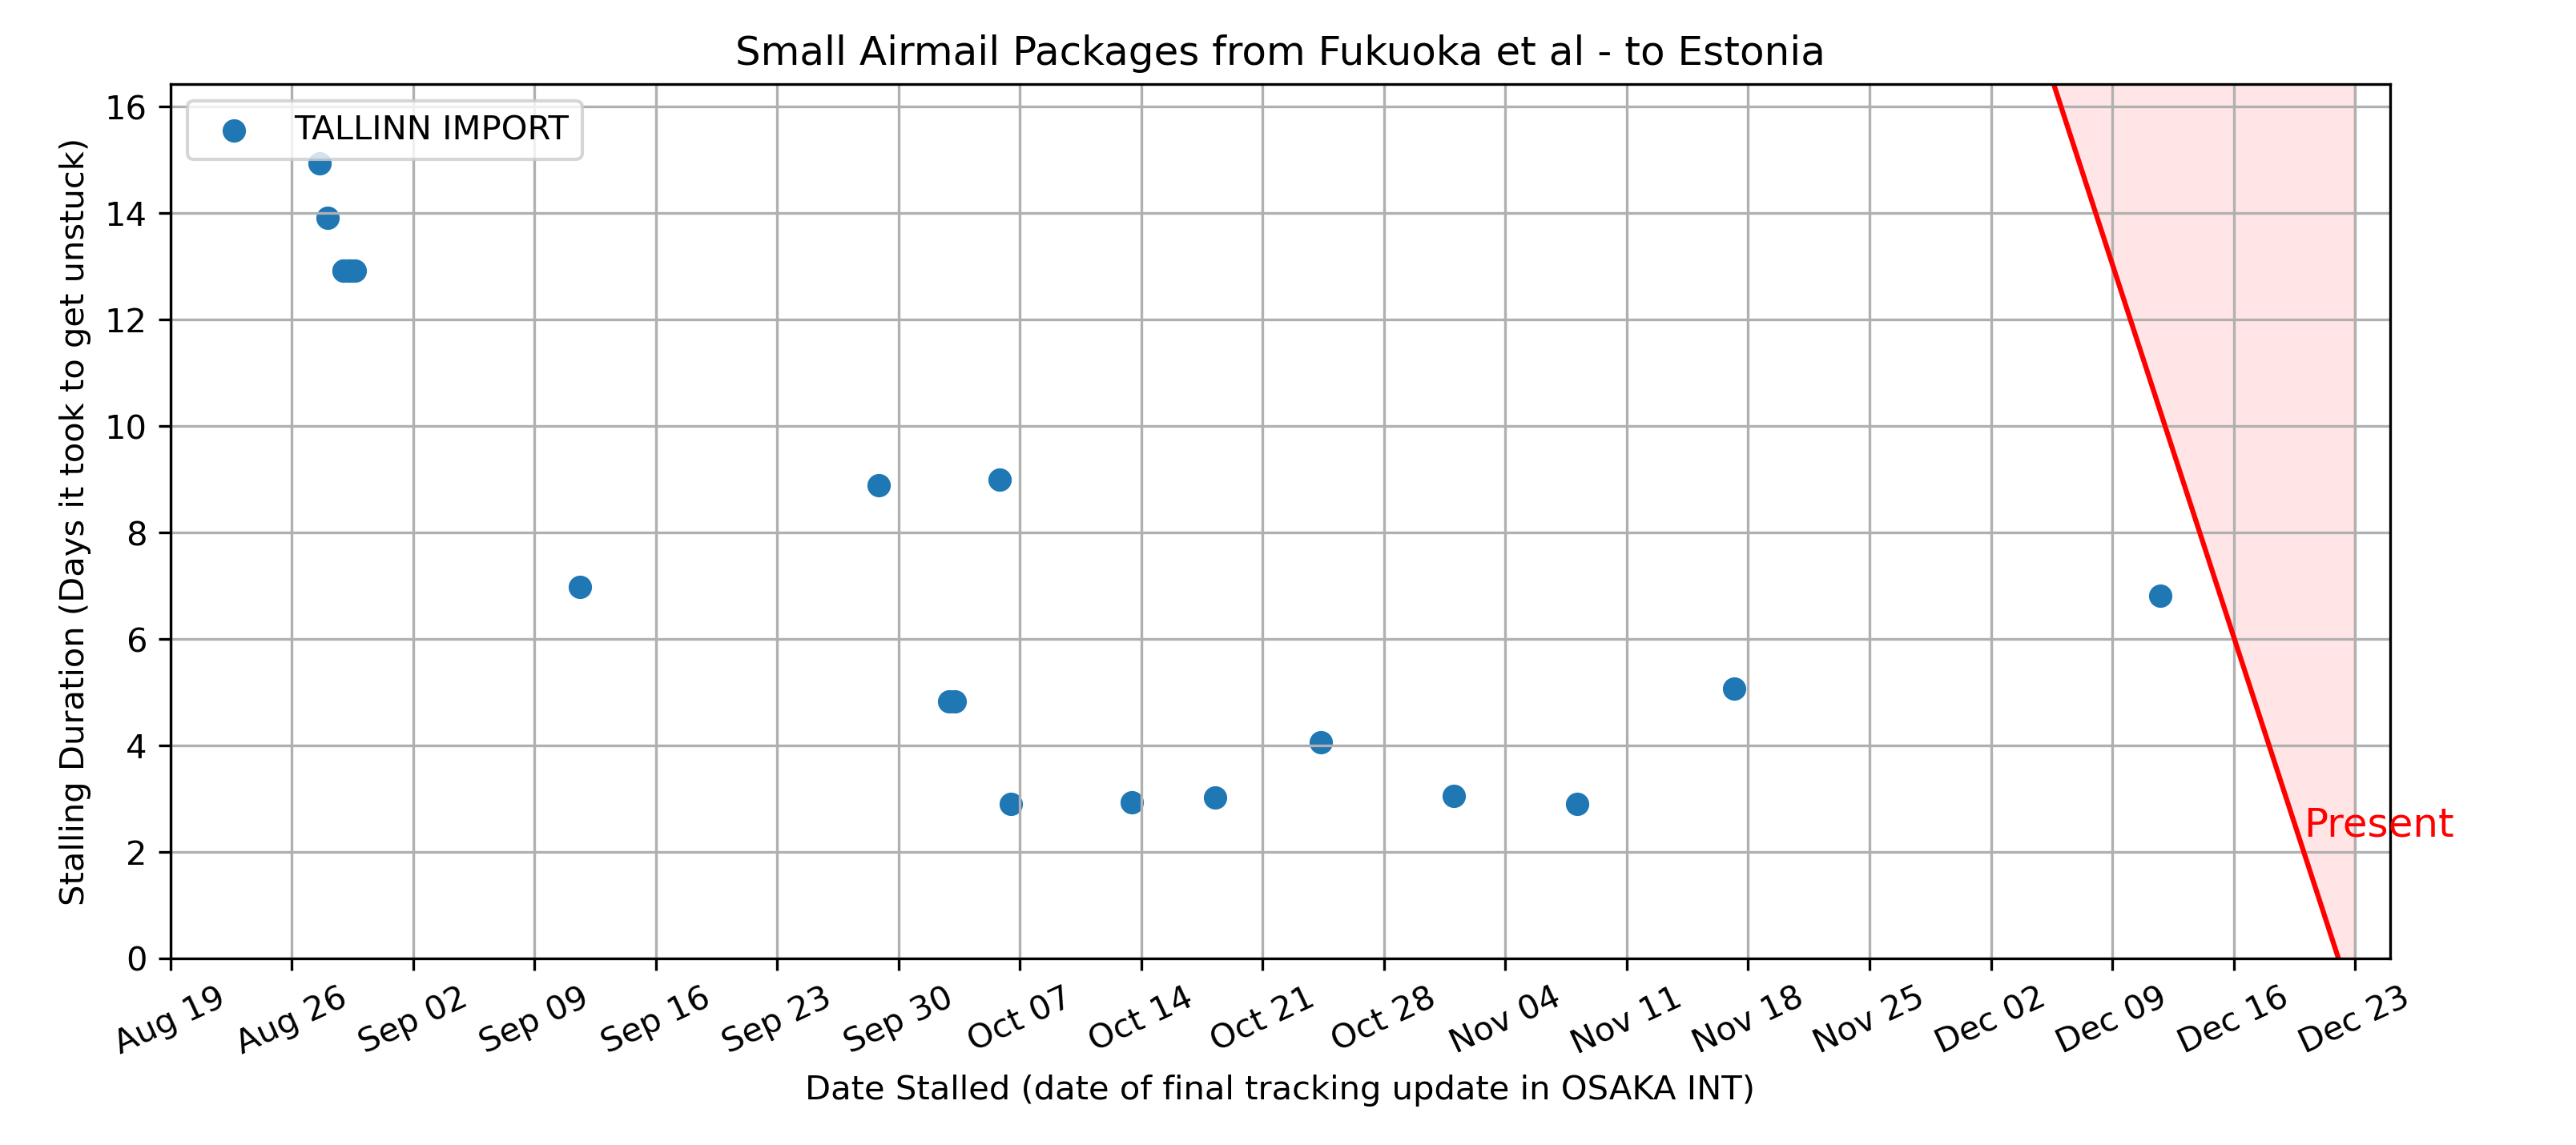 Small Airmail Packages from Fukuoka et al - to Estonia
TALLINN IMPORT
Stalling Duration (Days it took to get unstuck)
16
14
12
10
8
6
4
2
0
Present
Aug 19
Aug 26
Sep 02
Sep 09
Sep 16
Sep 23
Sep 30
Oct 07
Oct 14
Oct 21
Oct 28
Nov 04
Nov 11
Nov 18
Nov 25
Dec 02
Dec 09
Dec 16
Dec 23
Date Stalled (date of final tracking update in OSAKA INT)